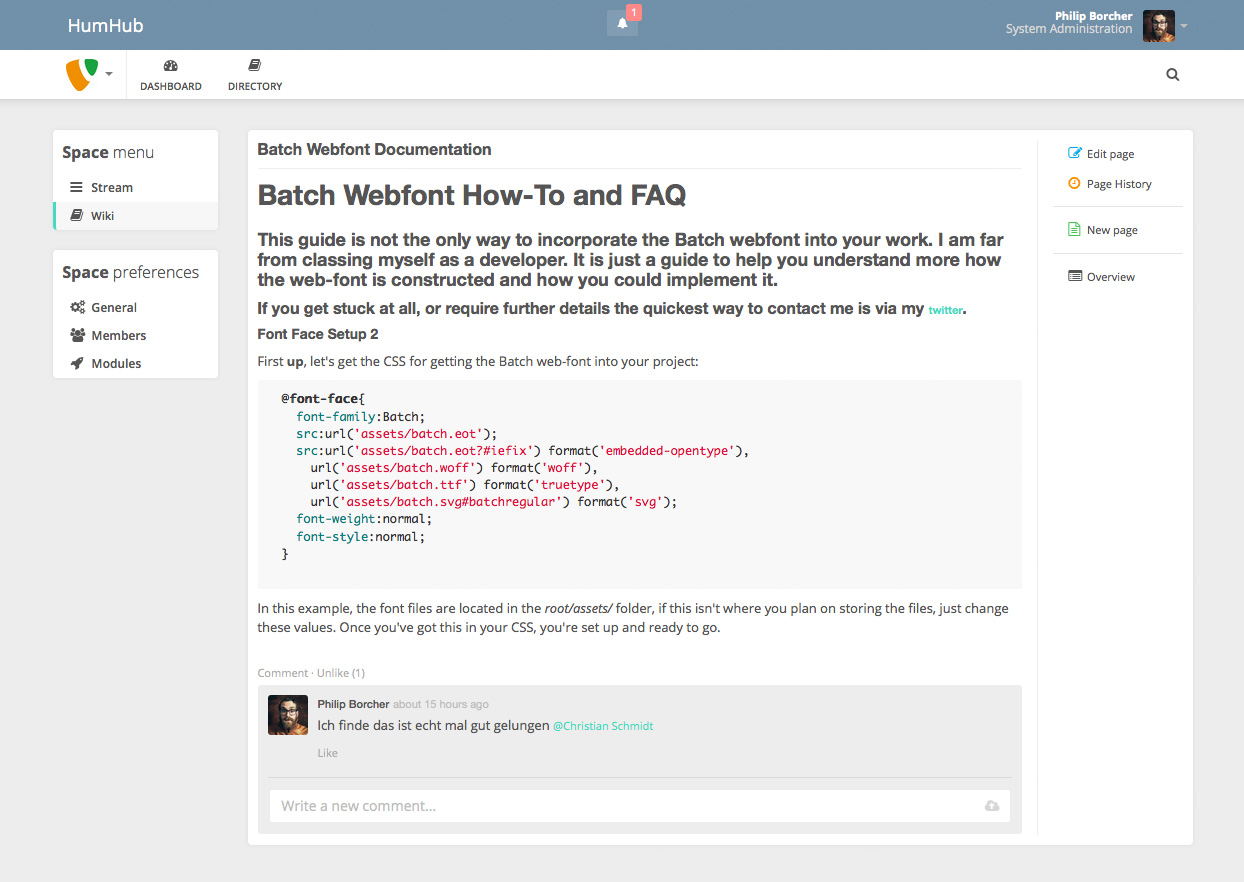 HumHub
1
Philip Borcher
System Administration
DASHBOARD
DIRECTORY
Space menu
Stream
Wiki
Space preferences
General
Members
Modules
Batch Webfont Documentation
Batch Webfont How-To and FAQ
This guide is not the only way to incorporate the Batch webfont into your work. I am far
from classing myself as a developer. It is just a guide to help you understand more how
the web-font is constructed and how you could implement it.
If you get stuck at all, or require further details the quickest way to contact me is via my twitter.
Font Face Setup 2
First up, let's get the CSS for getting the Batch web-font into your project:
@font-face{
font-family:Batch;
src:url('assets/batch.eot');
src:url('assets/batch.eot?#iefix') format('embedded-opentype'),
url('assets/batch.woff') format('woff'),
url('assets/batch.ttf') format('truetype'),
url('assets/batch.svg#batchregular') format('svg');
font-weight:normal;
font-style:normal;
}
In this example, the font files are located in the root/assets/ folder, if this isn't where you plan on storing the files, just change
these values. Once you've got this in your CSS, you're set up and ready to go.
Comment · Unlike (1)
Philip Borcher about 15 hours ago
Ich finde das ist echt mal gut gelungen @Christian Schmidt
Like
Write a new comment...
Edit page
Page History
New page
Overview